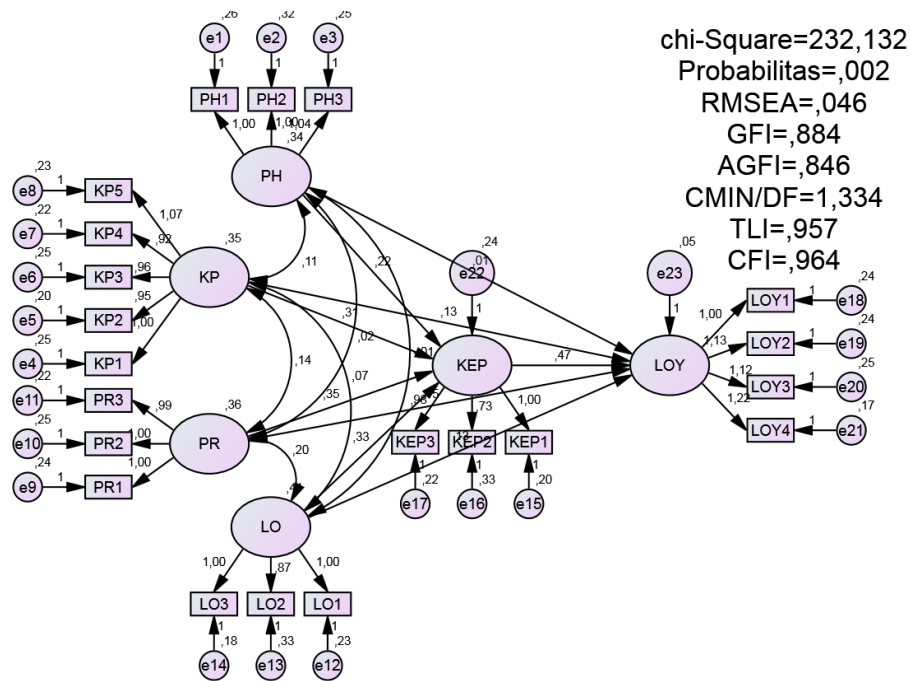 ,26
,32
,25
e1
e2
e3
1
1
1
PH1
PH2
PH3
1,00
1,00
1,04
,34
PH
chi-Square=232,132
Probabilitas=,002
RMSEA=,046
GFI=,884
AGFI=,846
CMIN/DF=1,334
TLI=,957
CFI=,964
,23
e8
1
KP5
1,07
,22
e7
1
KP4
,92
,25
e6
1
KP3
,96
,20
e5
1
KP2
,95
,25
e4
1
KP1
1,00
,35
KP
,11
,22
,24
,01
e22
1
,05
e23
1
,31
,02
,13
,14
,07
,35
,33
KEP
,47
LOY
LOY1
1
e18
,24
1,00
LOY2
1
e19
,24
1,13
LOY3
1
e20
,25
1,12
LOY4
1
e21
,17
1,22
,22
e11
1
PR3
,99
,25
e10
1
PR2
1,00
,24
e9
1
PR1
1,00
,36
PR
,20
,73
1,00
KEP3
KEP2
KEP1
1
1
1
,22
,33
,20
e17
e16
e15
LO
1,00
,87
1,00
LO3
LO2
LO1
1
1
1
,18
,33
,23
e14
e13
e12